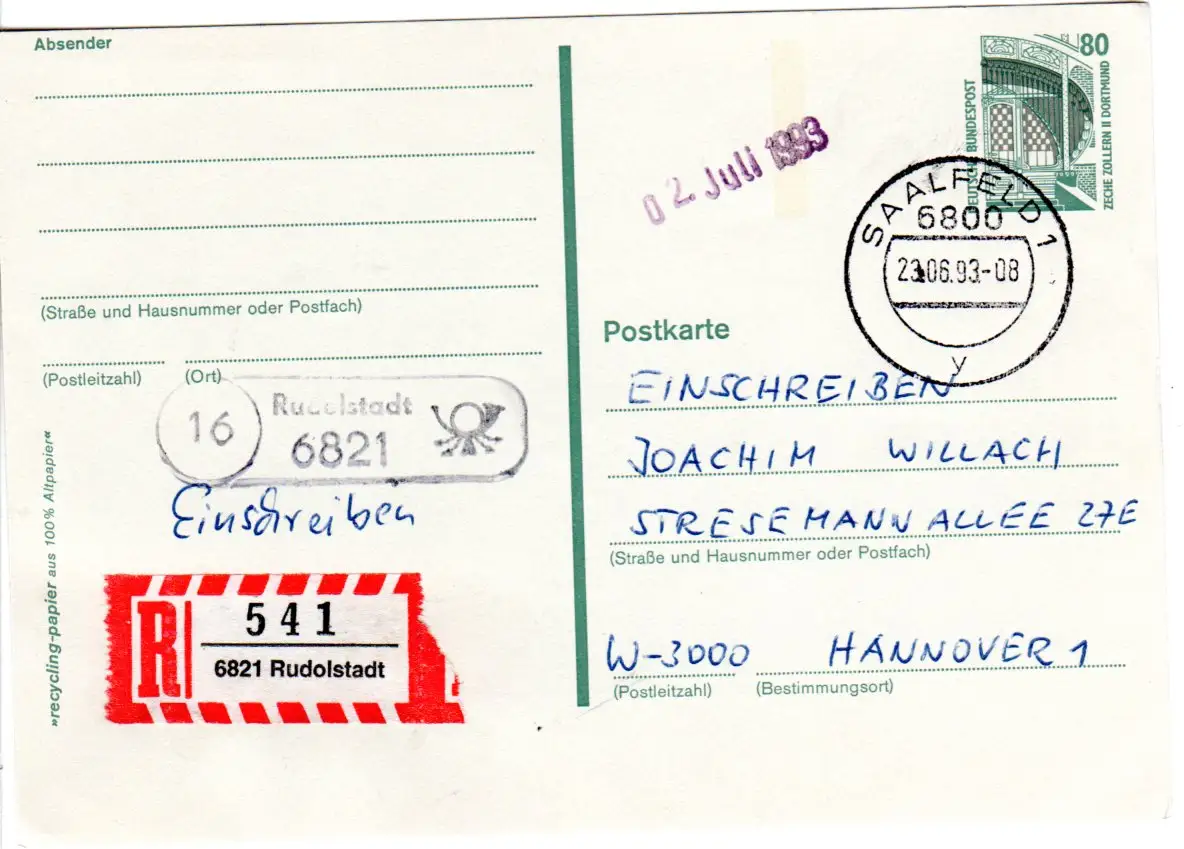 Absender
(Straße und Hausnummer oder Postfach)
(Postleitzahl) (Ort)
16
Rudolstadt
6821
Einschreiben
R
541
6821 Rudolstadt
»recycling-papier aus 100% Altpapier«
80
DEUTSCHE BUNDESPOST
ZECHE ZOLLERN II DORTMUND
02. Juli 1993
SAALFELD 1
6800
23.06.93-08
y
Postkarte
EINSCHREIBEN
JOACHIM WILLACH
STRESEMANNALLEE 27E
(Straße und Hausnummer oder Postfach)
W-3000 HANNOVER 1
(Postleitzahl) (Bestimmungsort)